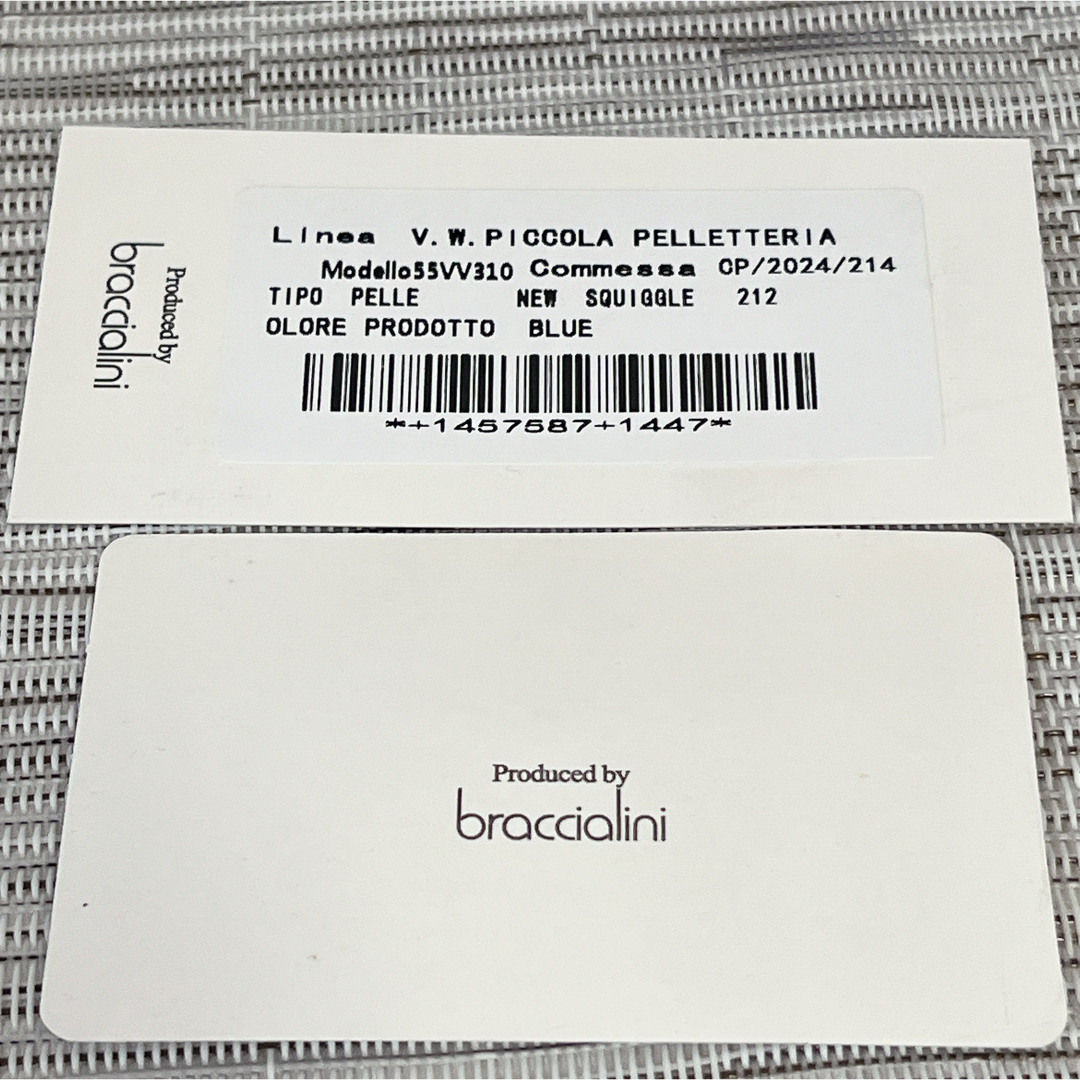 Produced by
braccialini
Linea V.W.PICCOLA PELLETTERIA
Modello55VV310 Commessa CP/2024/214
TIPO PELLE NEW SQUIGGLE 212
OLORE PRODOTTO BLUE
*+1457587+1447*
Produced by
braccialini